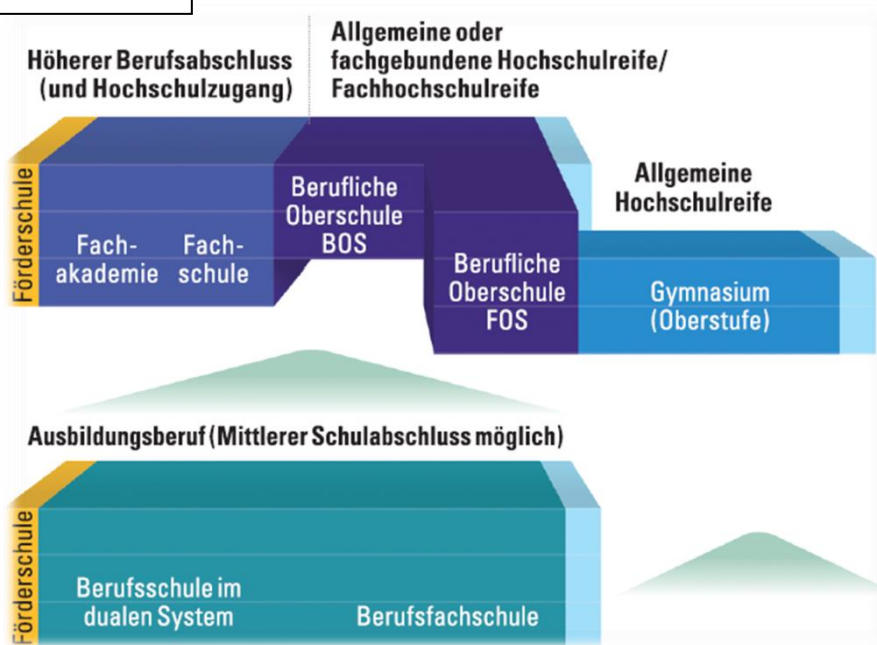 Höherer Berufsabschluss
(und Hochschulzugang)
Allgemeine oder
fachgebundene Hochschulreife/
Fachhochschulreife
Allgemeine
Hochschulreife
Förderschule
Fach-
akademie
Fach-
schule
Berufliche
Oberschule
BOS
Berufliche
Oberschule
FOS
Gymnasium
(Oberstufe)
Ausbildungsberuf (Mittlerer Schulabschluss möglich)
Förderschule
Berufsschule im
dualen System
Berufsfachschule